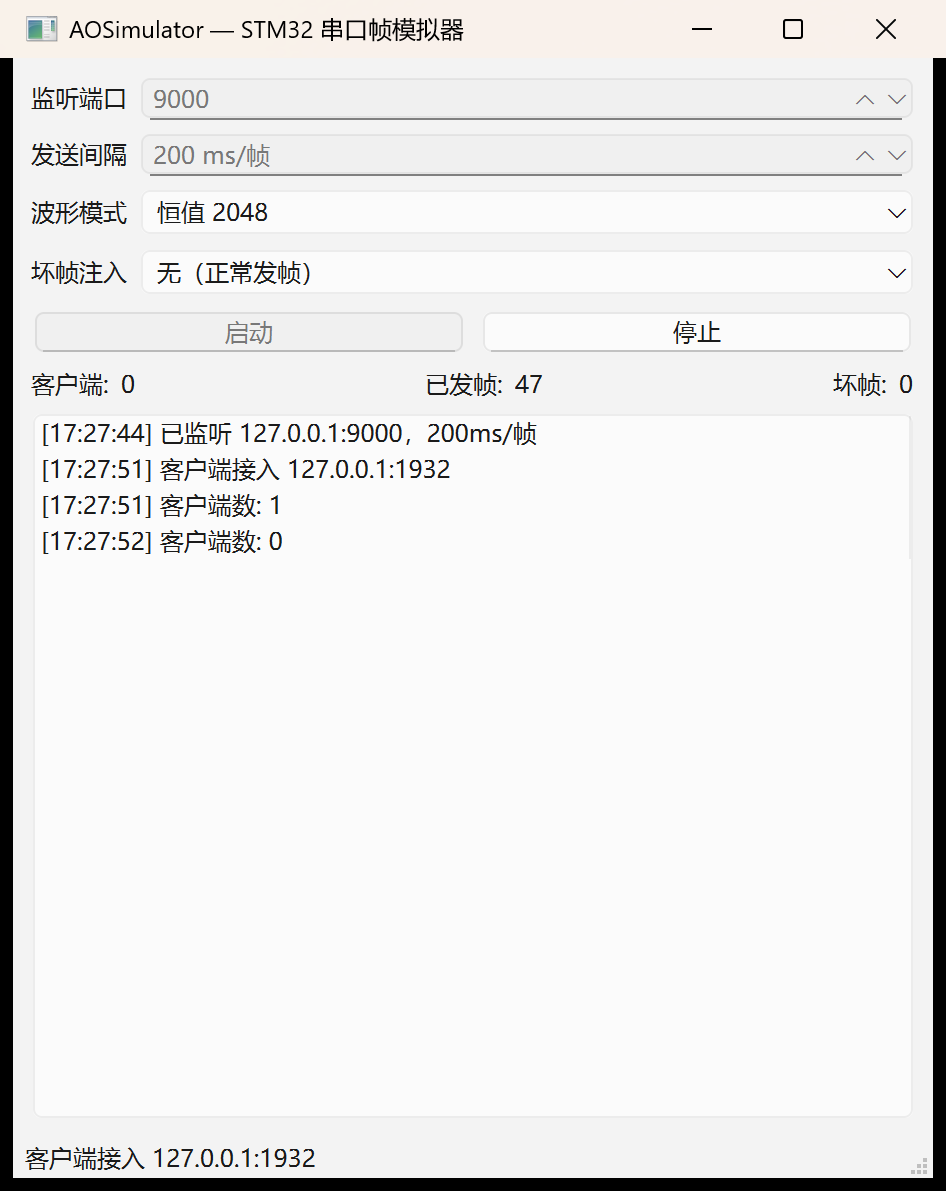 AOSimulator — STM32 串口帧模拟器
监听端口 9000
发送间隔 200 ms/帧
波形模式 恒值 2048
坏帧注入 无（正常发帧）
启动 停止
客户端: 0 已发帧: 47 坏帧: 0
[17:27:44] 已监听 127.0.0.1:9000，200ms/帧
[17:27:51] 客户端接入 127.0.0.1:1932
[17:27:51] 客户端数: 1
[17:27:52] 客户端数: 0
客户端接入 127.0.0.1:1932